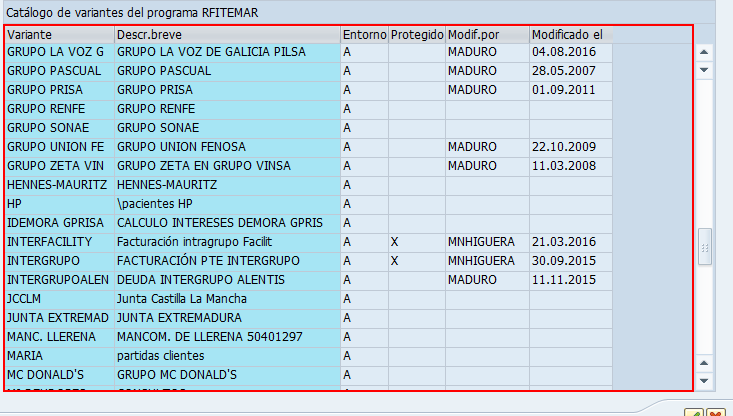 Catálogo de variantes del programa RFITEMAR
Variante Descr.breve Entorno Protegido Modif.por Modificado el
GRUPO LA VOZ G GRUPO LA VOZ DE GALICIA PILSA A MADURO 04.08.2016
GRUPO PASCUAL GRUPO PASCUAL A MADURO 28.05.2007
GRUPO PRISA GRUPO PRISA A MADURO 01.09.2011
GRUPO RENFE GRUPO RENFE A
GRUPO SONAE GRUPO SONAE A
GRUPO UNION FE GRUPO UNION FENOSA A MADURO 22.10.2009
GRUPO ZETA VIN GRUPO ZETA EN GRUPO VINSA A MADURO 11.03.2008
HENNES-MAURITZ HENNES-MAURITZ A
HP \pacientes HP A
IDEMORA GPRISA CALCULO INTERESES DEMORA GPRIS A
INTERFACILITY Facturación intragrupo Facilit A X MNHIGUERA 21.03.2016
INTERGRUPO FACTURACIÓN PTE INTERGRUPO A X MNHIGUERA 30.09.2015
INTERGRUPOALEN DEUDA INTERGRUPO ALENTIS A MADURO 11.11.2015
JCCLM Junta Castilla La Mancha A
JUNTA EXTREMAD JUNTA EXTREMADURA A
MANC. LLERENA MANCOM. DE LLERENA 50401297 A
MARIA partidas clientes A
MC DONALD'S GRUPO MC DONALD'S A